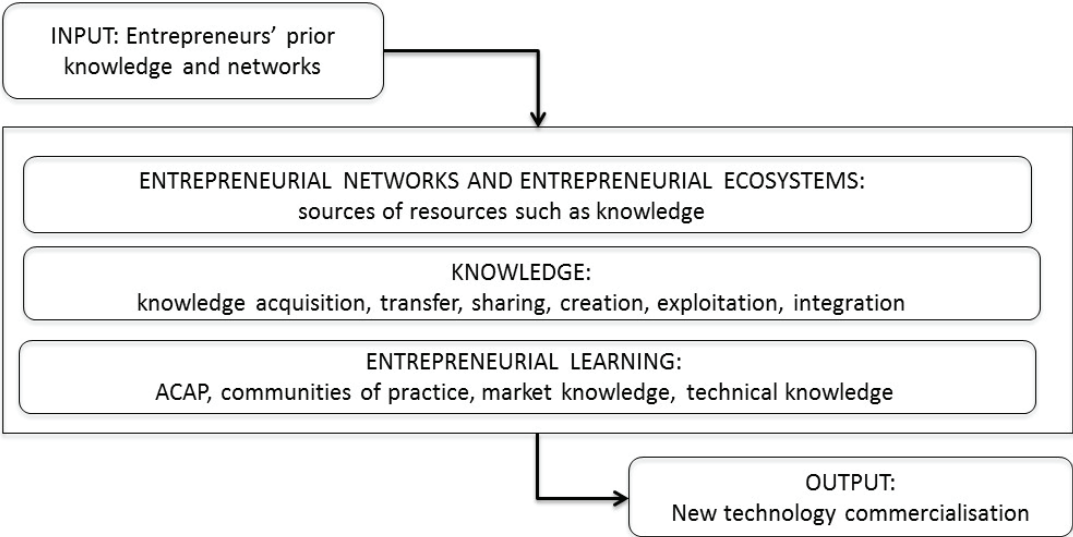 INPUT: Entrepreneurs’ prior
knowledge and networks
ENTREPRENEURIAL NETWORKS AND ENTREPRENEURIAL ECOSYSTEMS:
sources of resources such as knowledge
KNOWLEDGE:
knowledge acquisition, transfer, sharing, creation, exploitation, integration
ENTREPRENEURIAL LEARNING:
ACAP, communities of practice, market knowledge, technical knowledge
OUTPUT:
New technology commercialisation